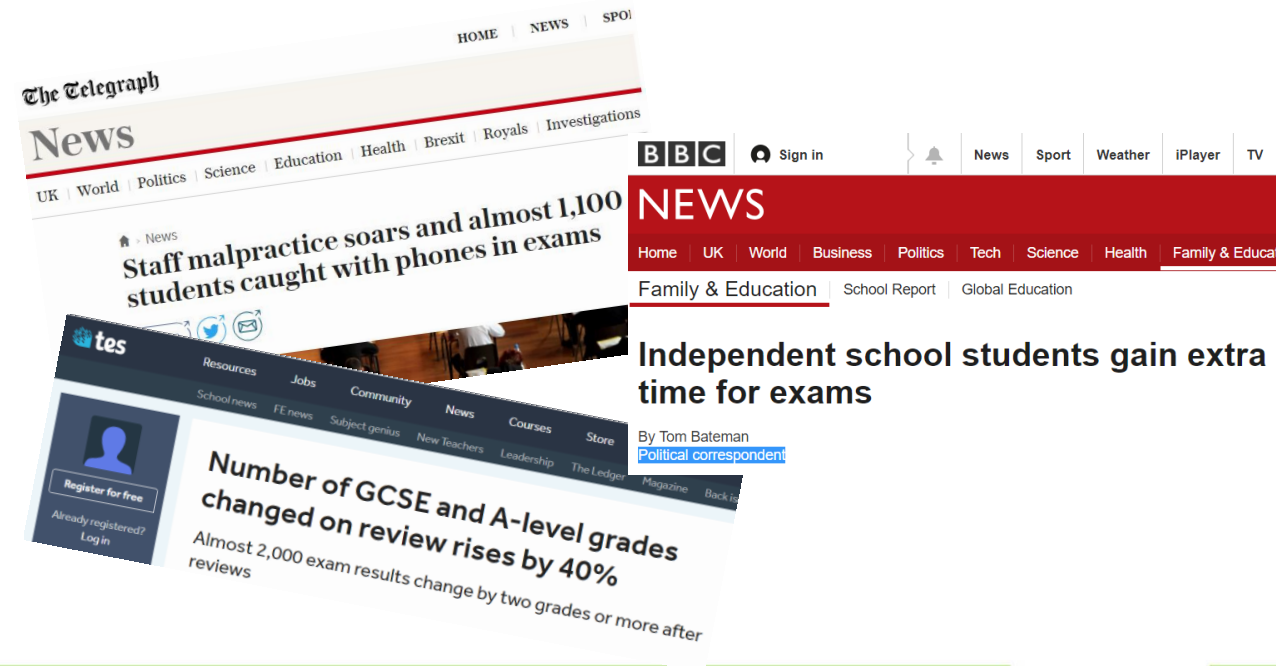 HOME | NEWS | SPO
The Telegraph
News
UK | World | Politics | Science | Education | Health | Brexit | Royals | Investigations
News
Staff malpractice soars and almost 1,100
students caught with phones in exams
BBC Sign in News Sport Weather iPlayer TV
NEWS
Home UK World Business Politics Tech Science Health Family & Educat
Family & Education School Report Global Education
Independent school students gain extra
time for exams
By Tom Bateman
Political correspondent
tes
Resources Jobs Community News Courses Store
School news FE news Subject genius New Teachers Leadership The Ledger Magazine Back is
Register for free
Already registered?
Log in
Number of GCSE and A-level grades
changed on review rises by 40%
Almost 2,000 exam results change by two grades or more after
reviews